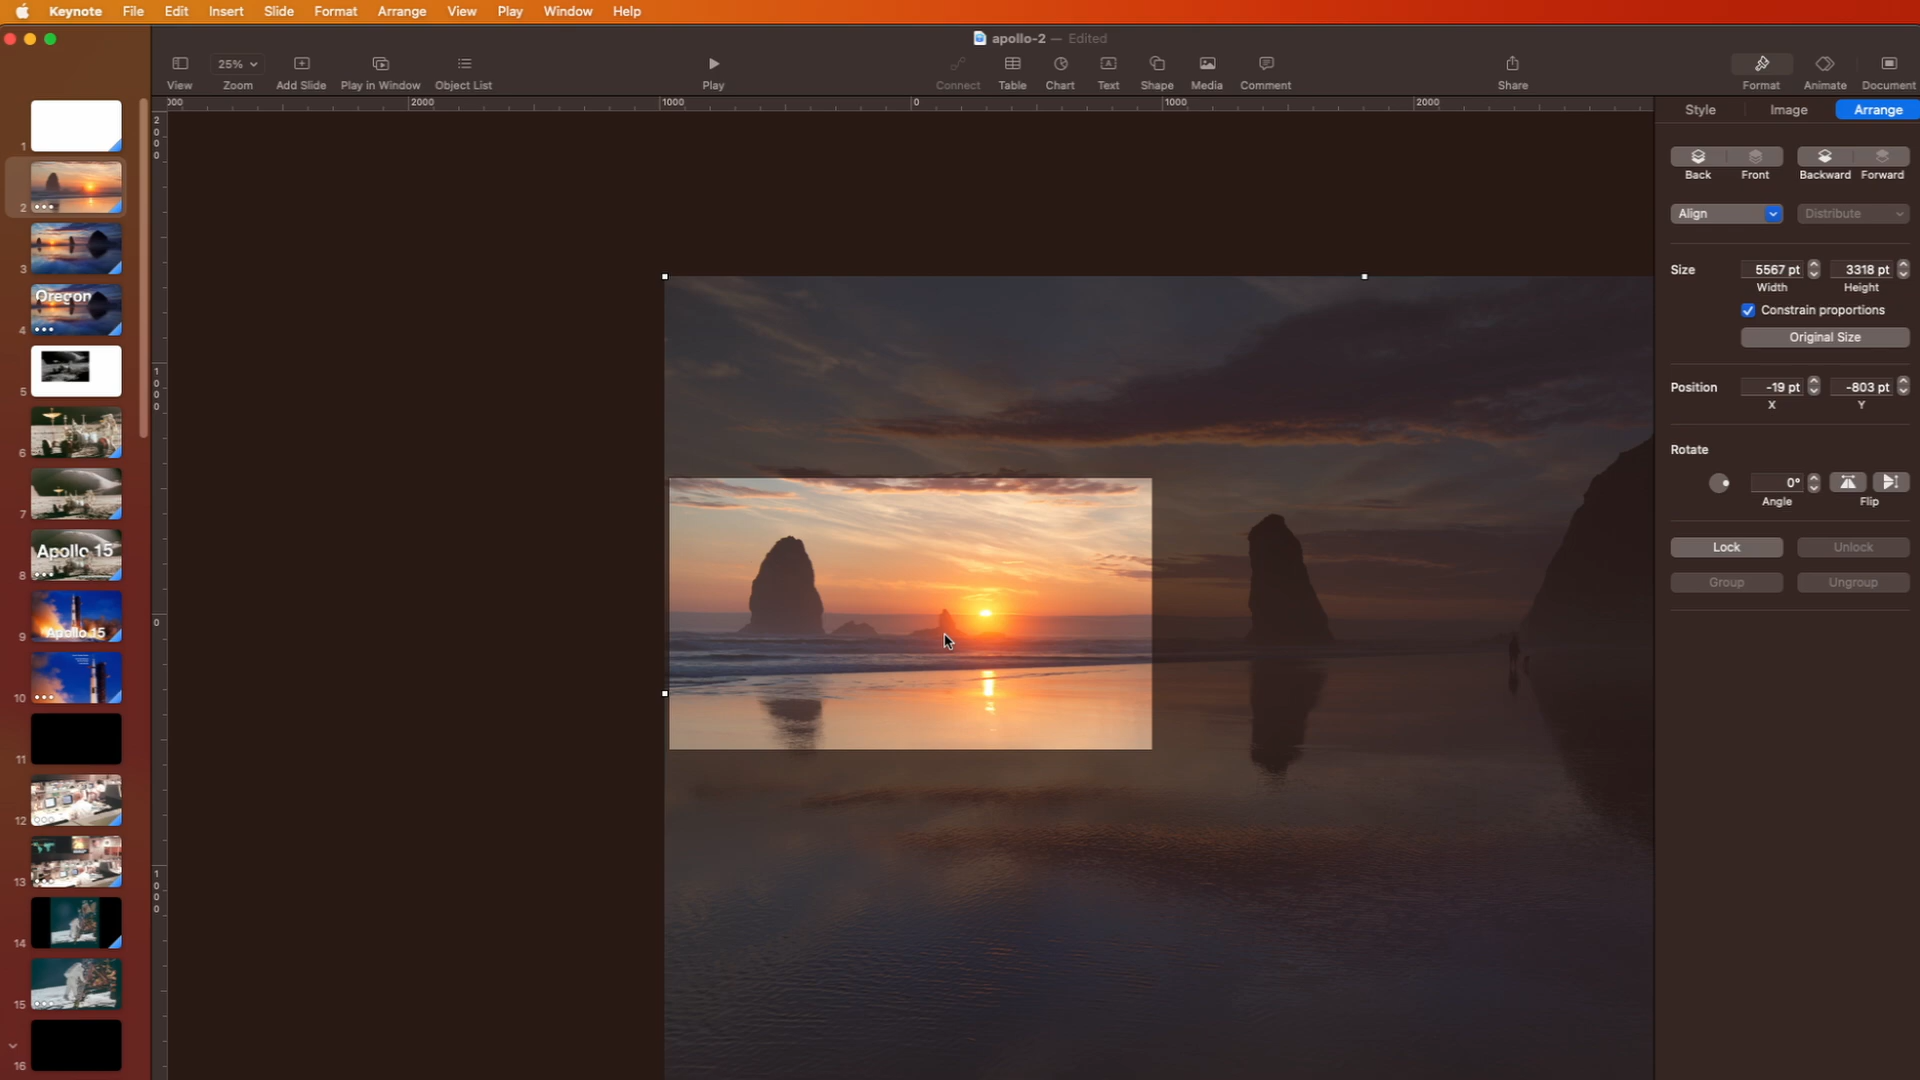 Keynote File Edit Insert Slide Format Arrange View Play Window Help
apollo-2 — Edited
25%
View Zoom Add Slide Play in Window Object List Play Connect Table Chart Text Shape Media Comment Share Format Animate Document
2000 1000 0 1000 2000
Style Image Arrange
Back Front Backward Forward
Align Distribute
Size 5567 pt 3318 pt
Width Height
Constrain proportions
Original Size
Position -19 pt -803 pt
X Y
Rotate
0°
Angle Flip
Lock Unlock
Group Ungroup
2000
1000
0
1000
1
2
3
Oregon
4
5
6
7
Apollo 15
8
Apollo 15
9
10
11
12
13
14
15
16